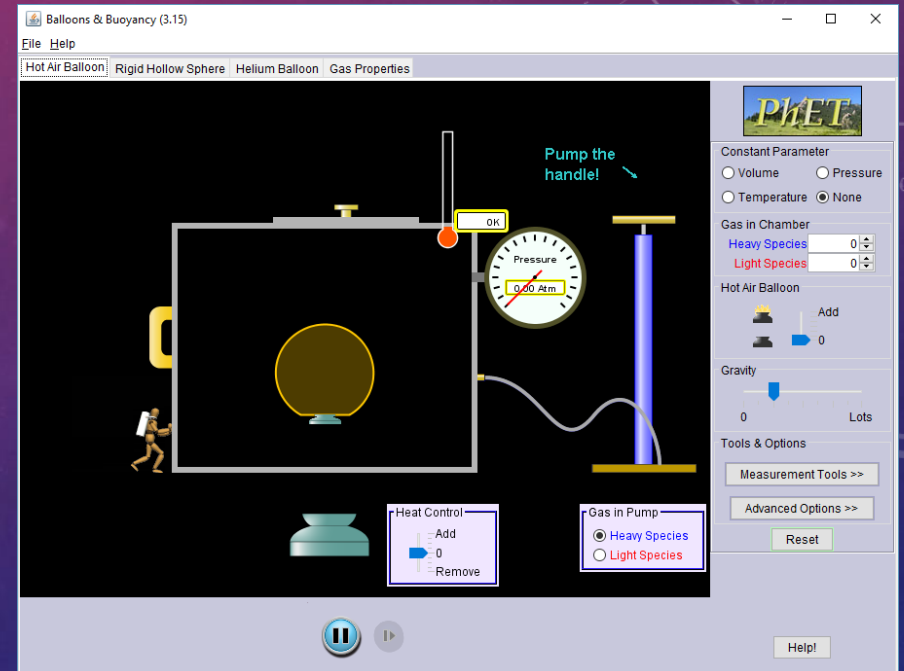 Balloons & Buoyancy (3.15)
File Help
Hot Air Balloon Rigid Hollow Sphere Helium Balloon Gas Properties
PhET
Pump the
handle!
0K
Pressure
0.00 Atm
Heat Control
Add
0
Remove
Gas in Pump
Heavy Species
Light Species
Constant Parameter
Volume Pressure
Temperature None
Gas in Chamber
Heavy Species 0
Light Species 0
Hot Air Balloon
Add
0
Gravity
0 Lots
Tools & Options
Measurement Tools >>
Advanced Options >>
Reset
Help!